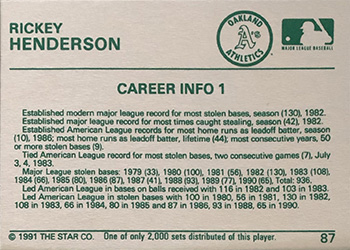 RICKEY
HENDERSON
OAKLAND
A's
ATHLETICS
MAJOR LEAGUE BASEBALL
CAREER INFO 1
Established modern major league record for most stolen bases, season (130), 1982.
Established major league record for most times caught stealing, season (42), 1982.
Established American League records for most home runs as leadoff batter, season
(10), 1986; most home runs as leadoff batter, lifetime (44); most consecutive years, 50
or more stolen bases (9).
Tied American League record for most stolen bases, two consecutive games (7), July
3, 4, 1983.
Major League stolen bases: 1979 (33), 1980 (100), 1981 (56), 1982 (130), 1983 (108),
1984 (66), 1985 (80), 1986 (87), 1987 (41), 1988 (93), 1989 (77), 1990 (65). Total: 936.
Led American League in bases on balls received with 116 in 1982 and 103 in 1983.
Led American League in stolen bases with 100 in 1980, 56 in 1981, 130 in 1982,
108 in 1983, 66 in 1984, 80 in 1985 and 87 in 1986, 93 in 1988, 65 in 1990.
© 1991 THE STAR CO. One of only 2,000 sets distributed of this player. 87